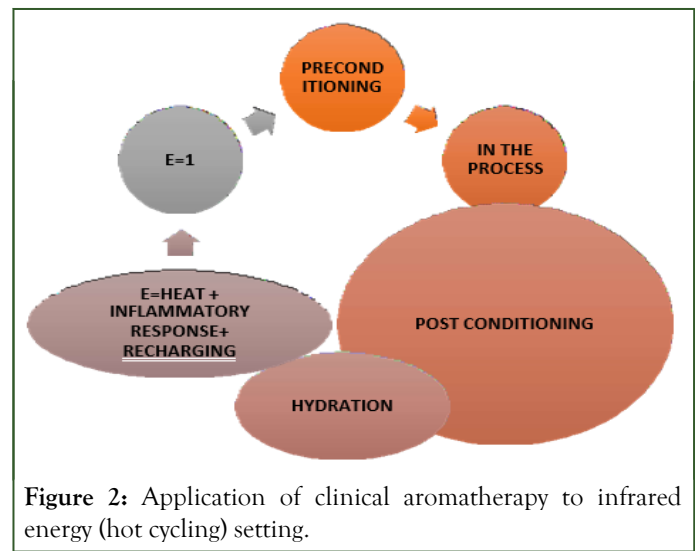 PRECOND
ITIONING
E=1
IN THE
PROCESS
E=HEAT +
INFLAMMATORY
RESPONSE+
RECHARGING
POST CONDITIONING
HYDRATION
Figure 2: Application of clinical aromatherapy to infrared
energy (hot cycling) setting.